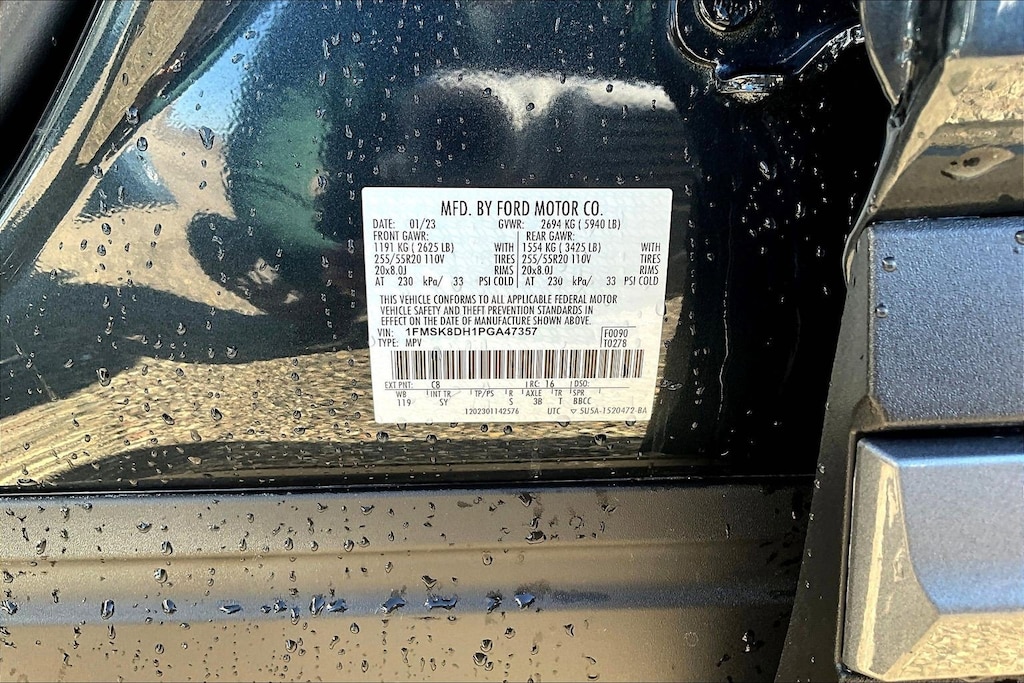 MFD. BY FORD MOTOR CO.
DATE: 01/23 GVWR: 2694 KG ( 5940 LB)
FRONT GAWR: REAR GAWR:
1191 KG ( 2625 LB) WITH 1554 KG ( 3425 LB) WITH
255/55R20 110V TIRES 255/55R20 110V TIRES
20x8.0J RIMS 20x8.0J RIMS
AT 230 kPa/ 33 PSI COLD AT 230 kPa/ 33 PSI COLD
THIS VEHICLE CONFORMS TO ALL APPLICABLE FEDERAL MOTOR
VEHICLE SAFETY AND THEFT PREVENTION STANDARDS IN
EFFECT ON THE DATE OF MANUFACTURE SHOWN ABOVE.
VIN: 1FMSK8DH1PGA47357 F0090
TYPE: MPV T0278
EXT PNT: C8 RC: 16 DSO:
WB INT TR TP/PS R AXLE TR SPR
119 SY S 3B T BBCC
1202301142576 UTC ▽ 5U5A-1520472-BA